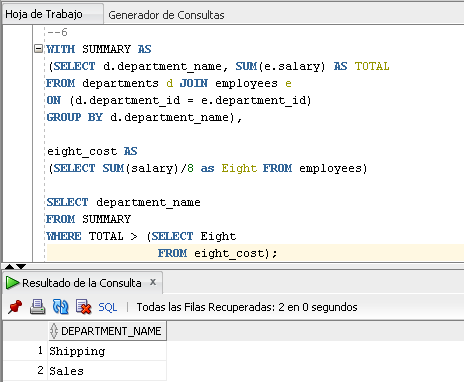 Hoja de Trabajo Generador de Consultas
--6
WITH SUMMARY AS
(SELECT d.department_name, SUM(e.salary) AS TOTAL
FROM departments d JOIN employees e
ON (d.department_id = e.department_id)
GROUP BY d.department_name),
eight_cost AS
(SELECT SUM(salary)/8 as Eight FROM employees)
SELECT department_name
FROM SUMMARY
WHERE TOTAL > (SELECT Eight
FROM eight_cost);
Resultado de la Consulta x
SQL | Todas las Filas Recuperadas: 2 en 0 segundos
DEPARTMENT_NAME
1 Shipping
2 Sales